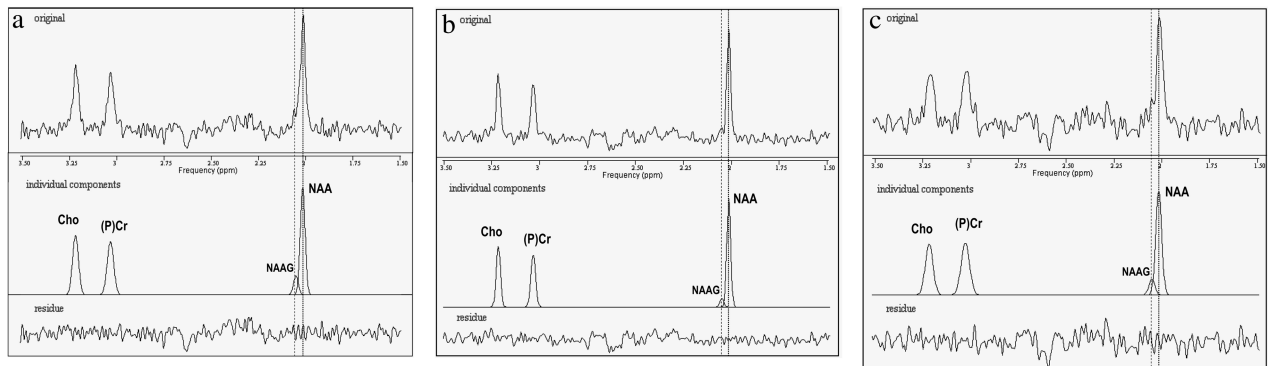 a original
3.50 3.25 3 2.75 2.50 2.25 2 1.75 1.50
Frequency (ppm)
individual components
NAA
Cho (P)Cr
NAAG
residue
b original
3.50 3.25 3 2.75 2.50 2.25 2 1.75 1.50
Frequency (ppm)
individual components
NAA
Cho (P)Cr
NAAG
residue
c original
3.50 3.25 3 2.75 2.50 2.25 2 1.75 1.50
Frequency (ppm)
individual components
NAA
Cho (P)Cr
NAAG
residue